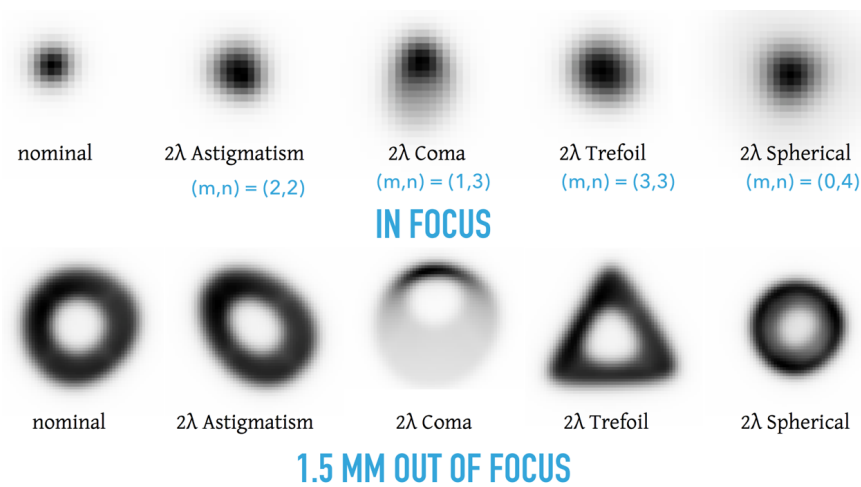 nominal 2λ Astigmatism 2λ Coma 2λ Trefoil 2λ Spherical
(m,n) = (2,2) (m,n) = (1,3) (m,n) = (3,3) (m,n) = (0,4)
IN FOCUS
nominal 2λ Astigmatism 2λ Coma 2λ Trefoil 2λ Spherical
1.5 MM OUT OF FOCUS